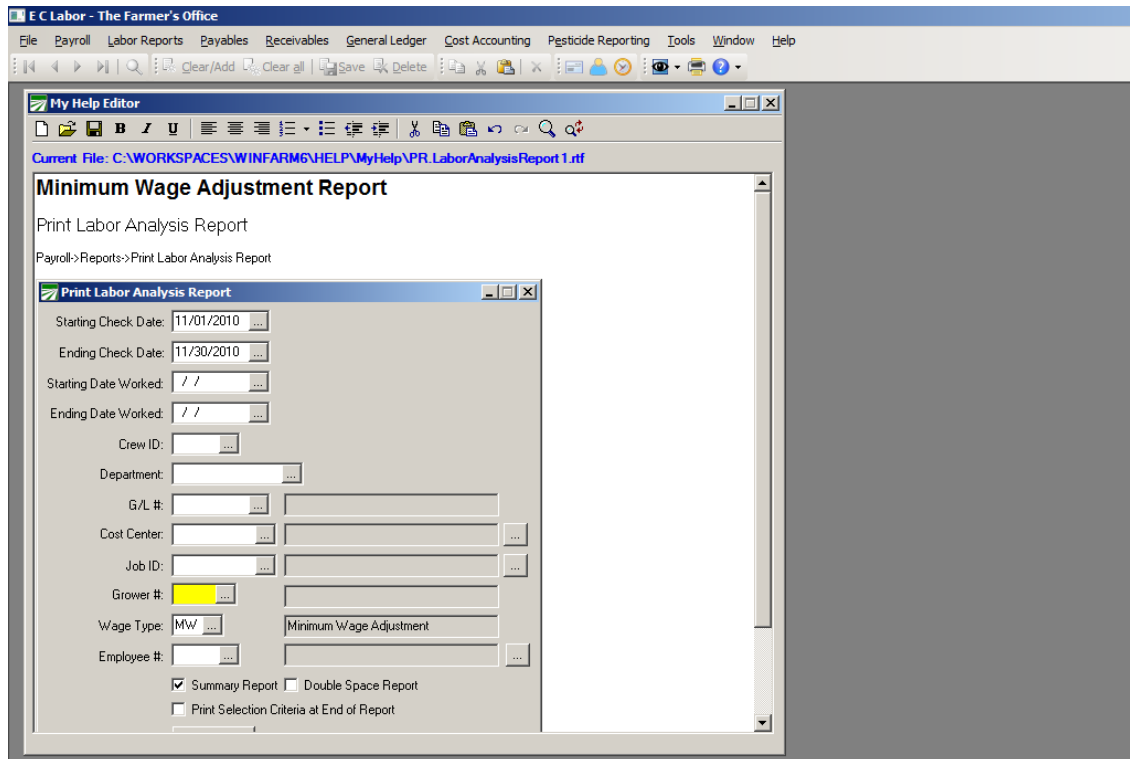 E C Labor - The Farmer's Office
File Payroll Labor Reports Payables Receivables General Ledger Cost Accounting Pesticide Reporting Tools Window Help
Clear/Add Clear all Save Delete
My Help Editor
B I U
Current File: C:\WORKSPACES\WINFARM6\HELP\MyHelp\PR.LaborAnalysisReport1.rtf
Minimum Wage Adjustment Report
Print Labor Analysis Report
Payroll->Reports->Print Labor Analysis Report
Print Labor Analysis Report
Starting Check Date: 11/01/2010 ...
Ending Check Date: 11/30/2010 ...
Starting Date Worked: / / ...
Ending Date Worked: / / ...
Crew ID: ...
Department: ...
G/L #: ...
Cost Center: ... ...
Job ID: ... ...
Grower #: ...
Wage Type: MW ... Minimum Wage Adjustment
Employee #: ... ...
Summary Report Double Space Report
Print Selection Criteria at End of Report